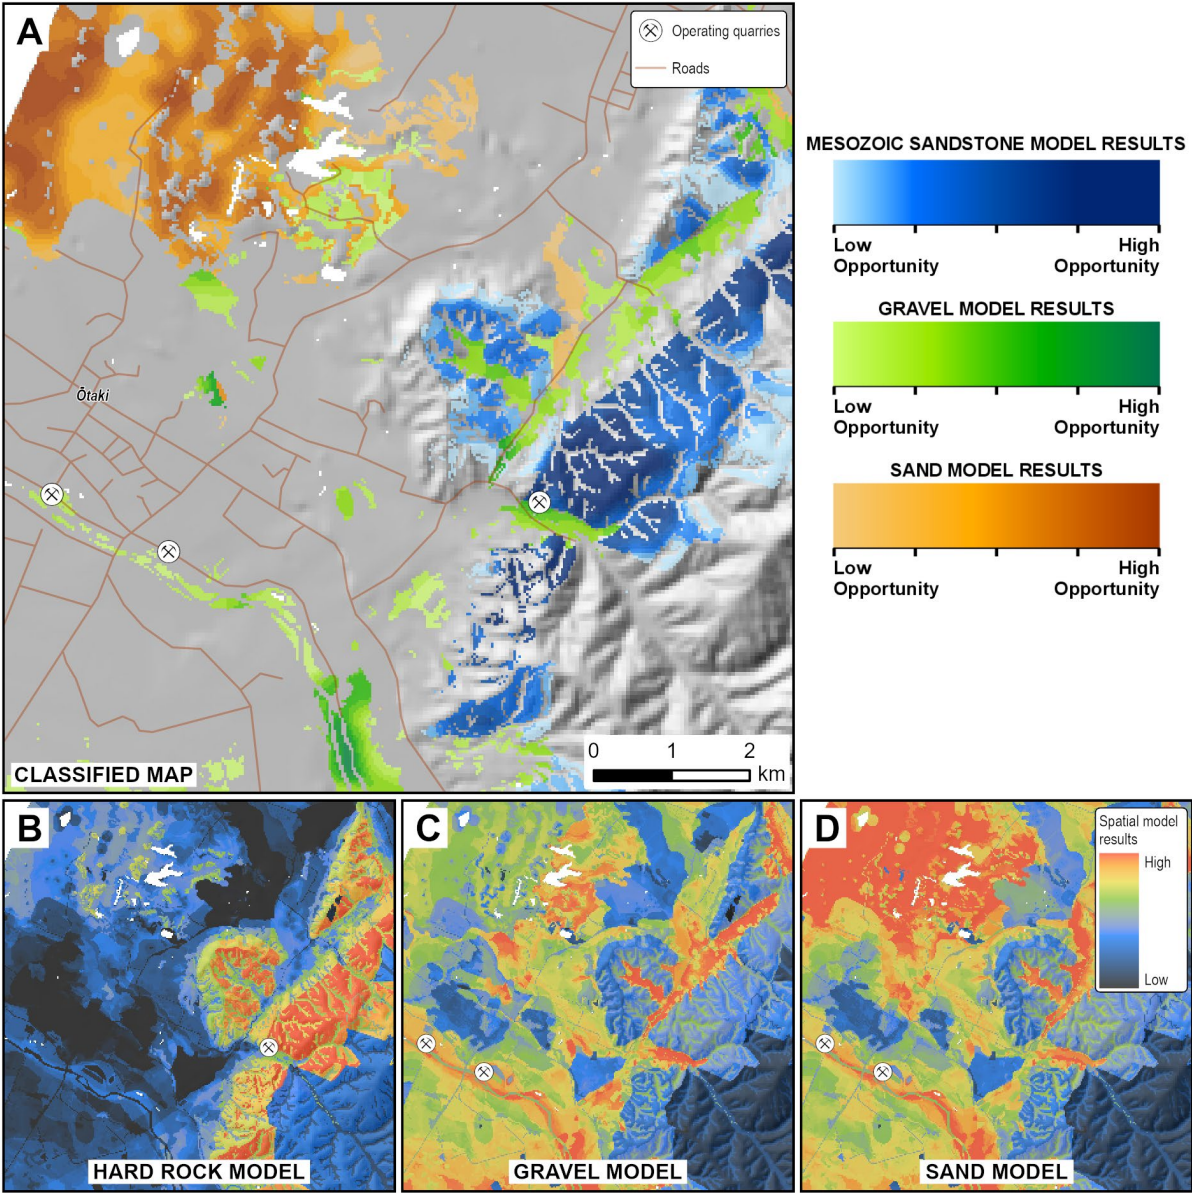 A
Operating quarries
Roads
Ōtaki
0 1 2
km
CLASSIFIED MAP
MESOZOIC SANDSTONE MODEL RESULTS
Low
Opportunity
High
Opportunity
GRAVEL MODEL RESULTS
Low
Opportunity
High
Opportunity
SAND MODEL RESULTS
Low
Opportunity
High
Opportunity
B
HARD ROCK MODEL
C
GRAVEL MODEL
D
Spatial model
results
High
Low
SAND MODEL